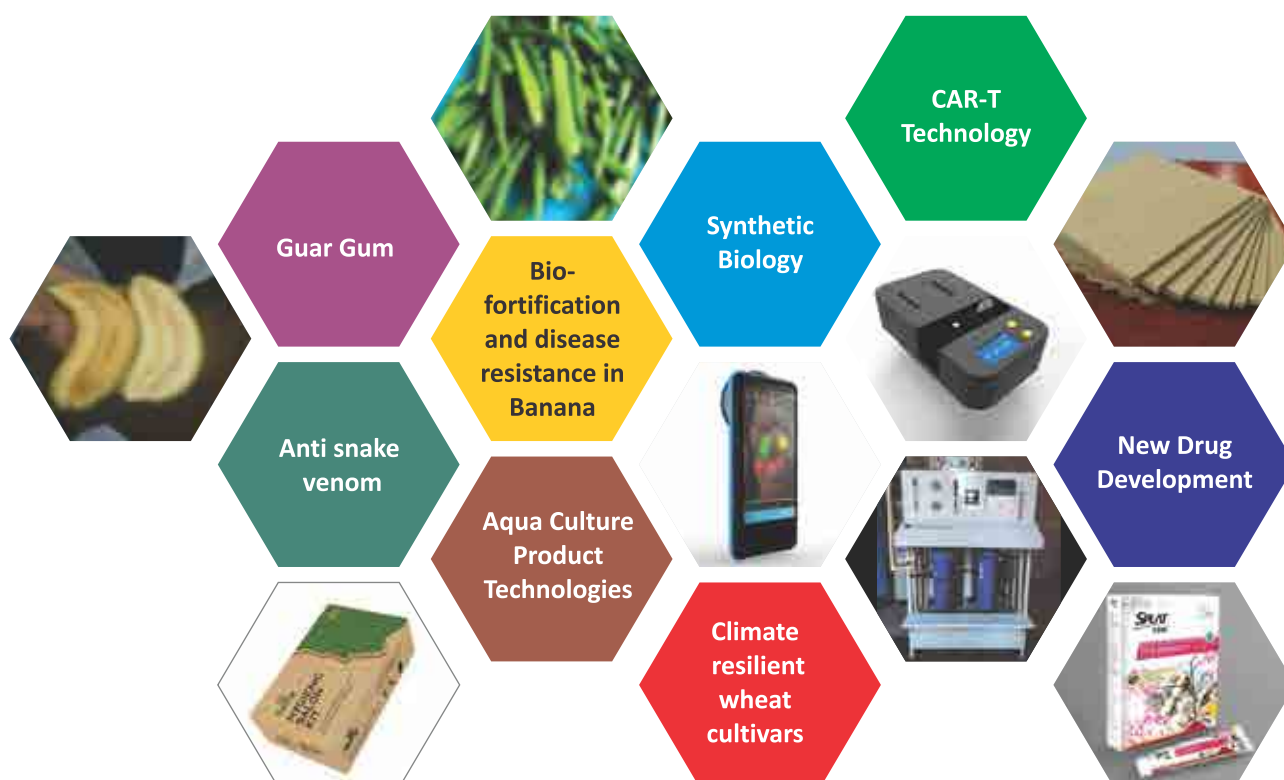 CAR-T
Technology
Guar Gum
Synthetic
Biology
Bio-
fortification
and disease
resistance in
Banana
Anti snake
venom
New Drug
Development
Aqua Culture
Product
Technologies
Climate
resilient
wheat
cultivars
SPLAT